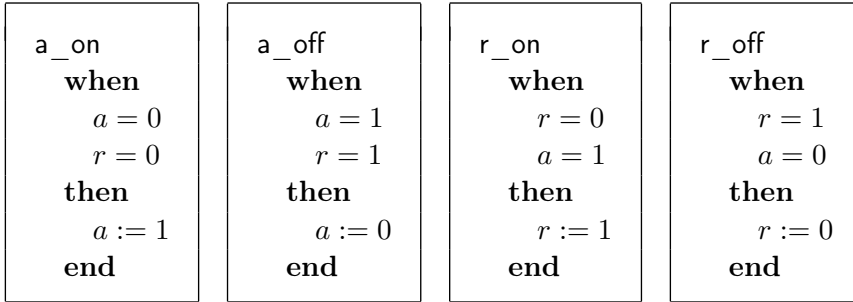 a_on
when
a = 0
r = 0
then
a := 1
end
a_off
when
a = 1
r = 1
then
a := 0
end
r_on
when
r = 0
a = 1
then
r := 1
end
r_off
when
r = 1
a = 0
then
r := 0
end